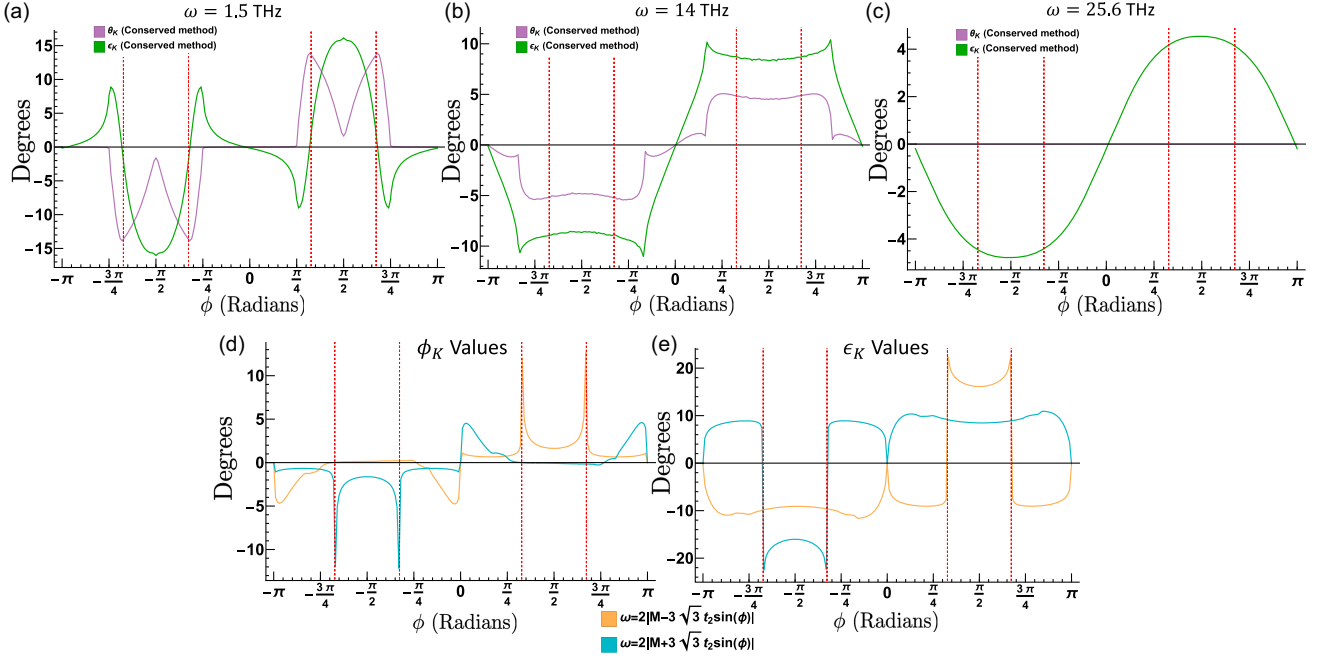 (a)
ω = 1.5 THz
θK (Conserved method)
ϵK (Conserved method)
15
10
5
0
−5
−10
−15
Degrees
−π
−3π/4
−π/2
−π/4
0
π/4
π/2
3π/4
π
ϕ (Radians)
(b)
ω = 14 THz
θK (Conserved method)
ϵK (Conserved method)
15
10
5
0
−5
−10
Degrees
−π
−3π/4
−π/2
−π/4
0
π/4
π/2
3π/4
π
ϕ (Radians)
(c)
ω = 25.6 THz
θK (Conserved method)
ϵK (Conserved method)
4
2
0
−2
−4
Degrees
−π
−3π/4
−π/2
−π/4
0
π/4
π/2
3π/4
π
ϕ (Radians)
(d)
ϕK Values
10
5
0
−5
−10
Degrees
−π
−3π/4
−π/2
−π/4
0
π/4
π/2
3π/4
π
ϕ (Radians)
(e)
ϵK Values
20
10
0
−10
−20
Degrees
−π
−3π/4
−π/2
−π/4
0
π/4
π/2
3π/4
π
ϕ (Radians)
ω=2|M−3 √3 t2sin(ϕ)|
ω=2|M+3 √3 t2sin(ϕ)|